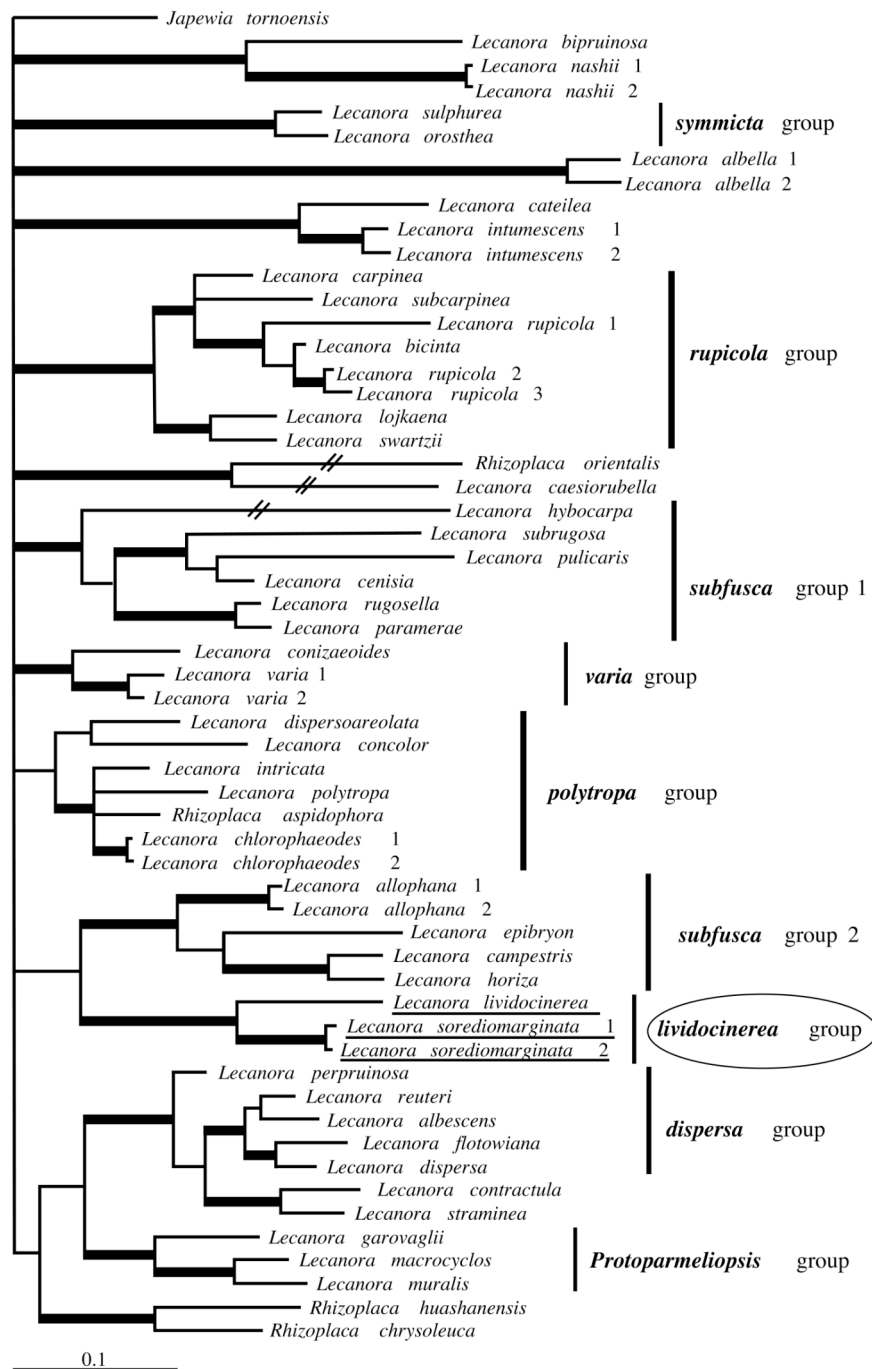 Japewia tornoensis
Lecanora bipruinosa
Lecanora nashii 1
Lecanora nashii 2
Lecanora sulphurea
symmicta group
Lecanora orosthea
Lecanora albella 1
Lecanora albella 2
Lecanora cateilea
Lecanora intumescens 1
Lecanora intumescens 2
Lecanora carpinea
Lecanora subcarpinea
Lecanora rupicola 1
Lecanora bicinta
rupicola group
Lecanora rupicola 2
Lecanora rupicola 3
Lecanora lojkaena
Lecanora swartzii
Rhizoplaca orientalis
Lecanora caesiorubella
Lecanora hybocarpa
Lecanora subrugosa
Lecanora pulicaris
Lecanora cenisia
subfusca group 1
Lecanora rugosella
Lecanora paramerae
Lecanora conizaeoides
Lecanora varia 1
varia group
Lecanora varia 2
Lecanora dispersoareolata
Lecanora concolor
Lecanora intricata
Lecanora polytropa
polytropa group
Rhizoplaca aspidophora
Lecanora chlorophaeodes 1
Lecanora chlorophaeodes 2
Lecanora allophana 1
Lecanora allophana 2
Lecanora epibryon
subfusca group 2
Lecanora campestris
Lecanora horiza
Lecanora lividocinerea
Lecanora sorediomarginata 1
lividocinerea group
Lecanora sorediomarginata 2
Lecanora perpruinosa
Lecanora reuteri
Lecanora albescens
dispersa group
Lecanora flotowiana
Lecanora dispersa
Lecanora contractula
Lecanora straminea
Lecanora garovaglii
Lecanora macrocyclos
Protoparmeliopsis group
Lecanora muralis
Rhizoplaca huashanensis
Rhizoplaca chrysoleuca
0.1